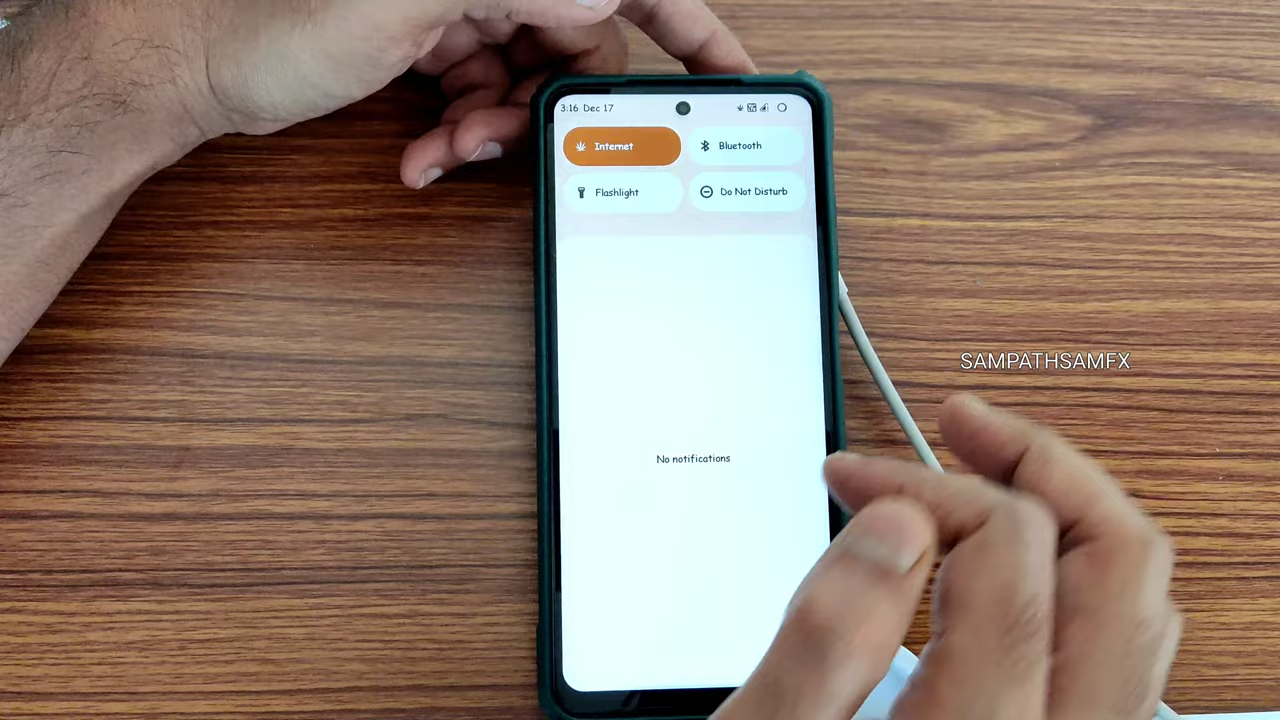 3:16 Dec 17
Internet
Bluetooth
Flashlight
Do Not Disturb
SAMPATHSAMFX
No notifications